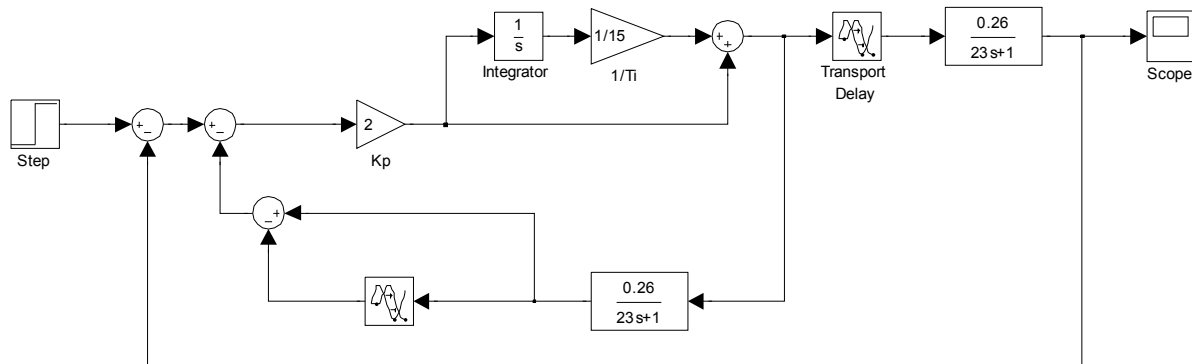 1
s
Integrator
1/15
1/Ti
+
+
Transport
Delay
0.26
23s+1
Scope
Step
+
−
+
−
2
Kp
−
+
0.26
23s+1